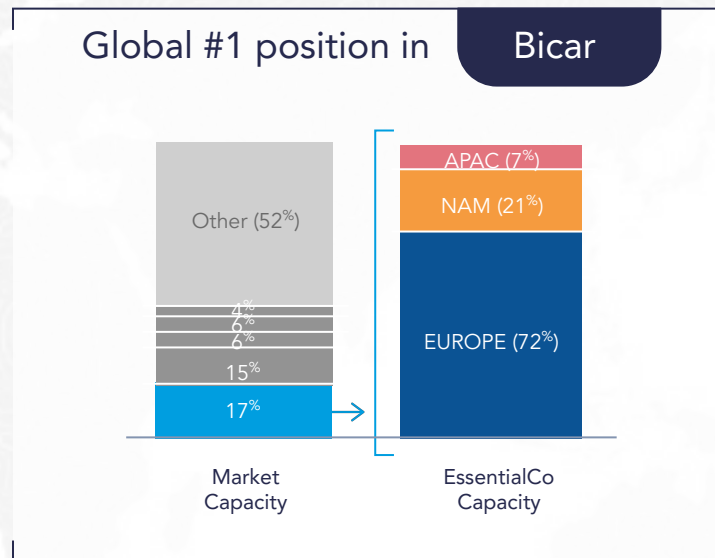 Global #1 position in Bicar
Other (52%)
4%
6%
6%
15%
17%
APAC (7%)
NAM (21%)
EUROPE (72%)
Market
Capacity
EssentialCo
Capacity